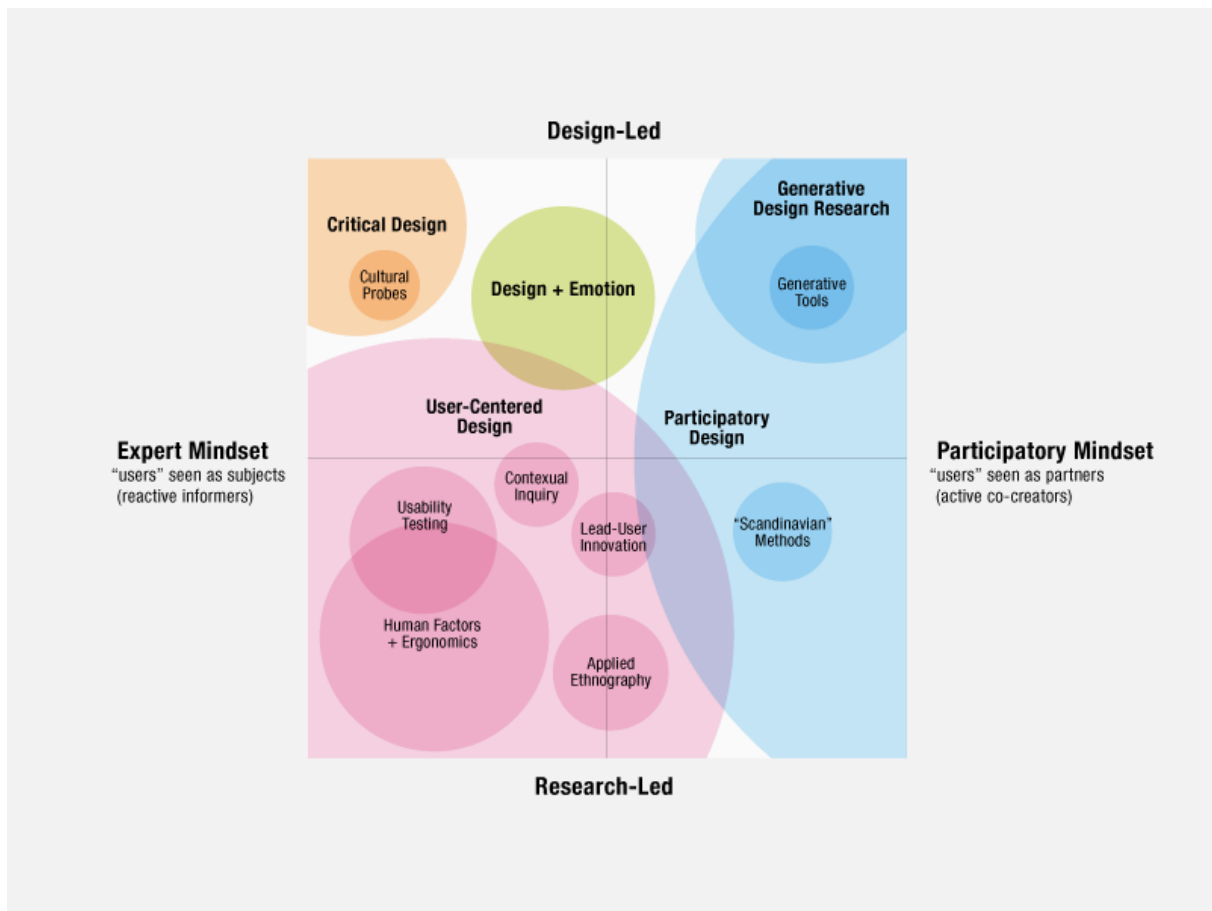 Design-Led
Generative
Design Research
Critical Design
Cultural
Probes
Design + Emotion
Generative
Tools
User-Centered
Design
Participatory
Design
Expert Mindset
“users” seen as subjects
(reactive informers)
Participatory Mindset
“users” seen as partners
(active co-creators)
Contexual
Inquiry
Usability
Testing
Lead-User
Innovation
“Scandinavian”
Methods
Human Factors
+ Ergonomics
Applied
Ethnography
Research-Led